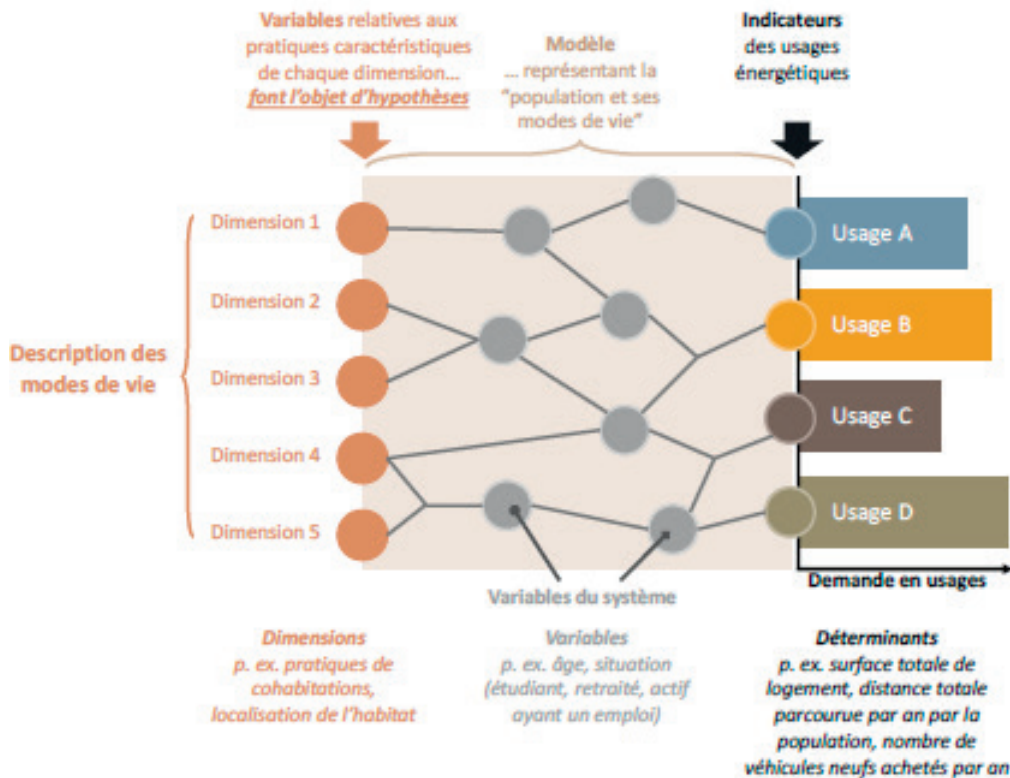 Variables relatives aux
pratiques caractéristiques
de chaque dimension...
font l'objet d'hypothèses
Modèle
... représentant la
"population et ses
modes de vie"
Indicateurs
des usages
énergétiques
Description des
modes de vie
Dimension 1
Dimension 2
Dimension 3
Dimension 4
Dimension 5
Usage A
Usage B
Usage C
Usage D
Demande en usages
Variables du système
Dimensions
p. ex. pratiques de
cohabitations,
localisation de l'habitat
Variables
p. ex. âge, situation
(étudiant, retraité, actif
ayant un emploi)
Déterminants
p. ex. surface totale de
logement, distance totale
parcourue par an par la
population, nombre de
véhicules neufs achetés par an